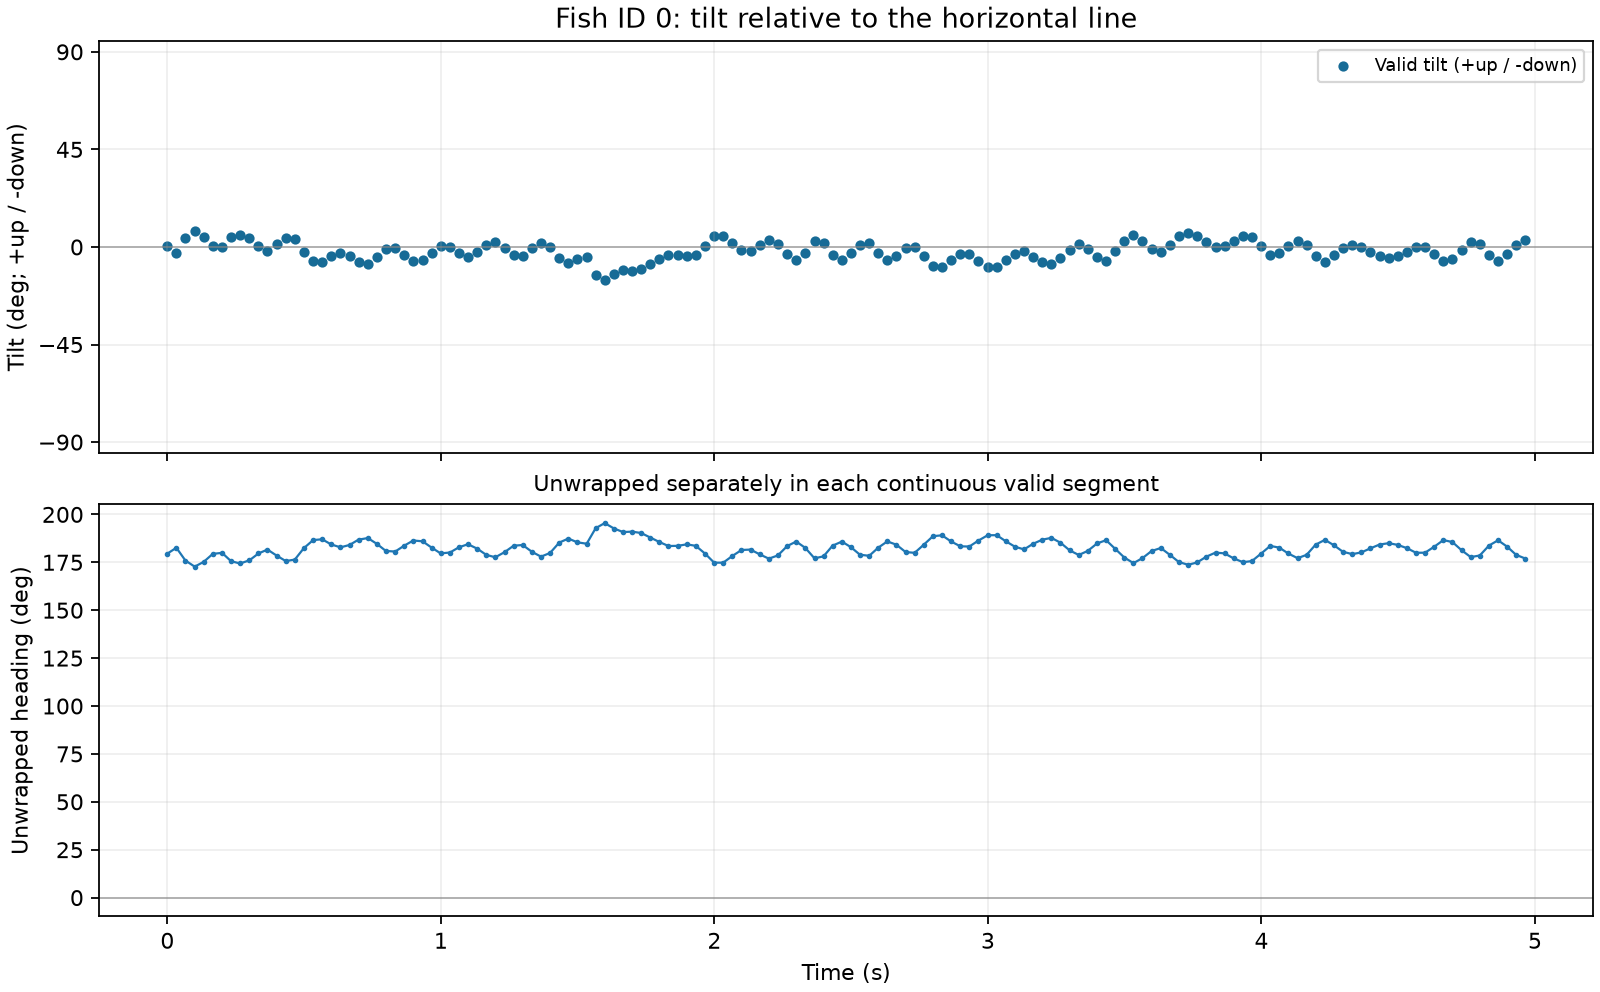 Fish ID 0: tilt relative to the horizontal line
Tilt (deg; +up / -down)
90
45
0
−45
−90
Valid tilt (+up / -down)
Unwrapped separately in each continuous valid segment
Unwrapped heading (deg)
200
175
150
125
100
75
50
25
0
0 1 2 3 4 5
Time (s)